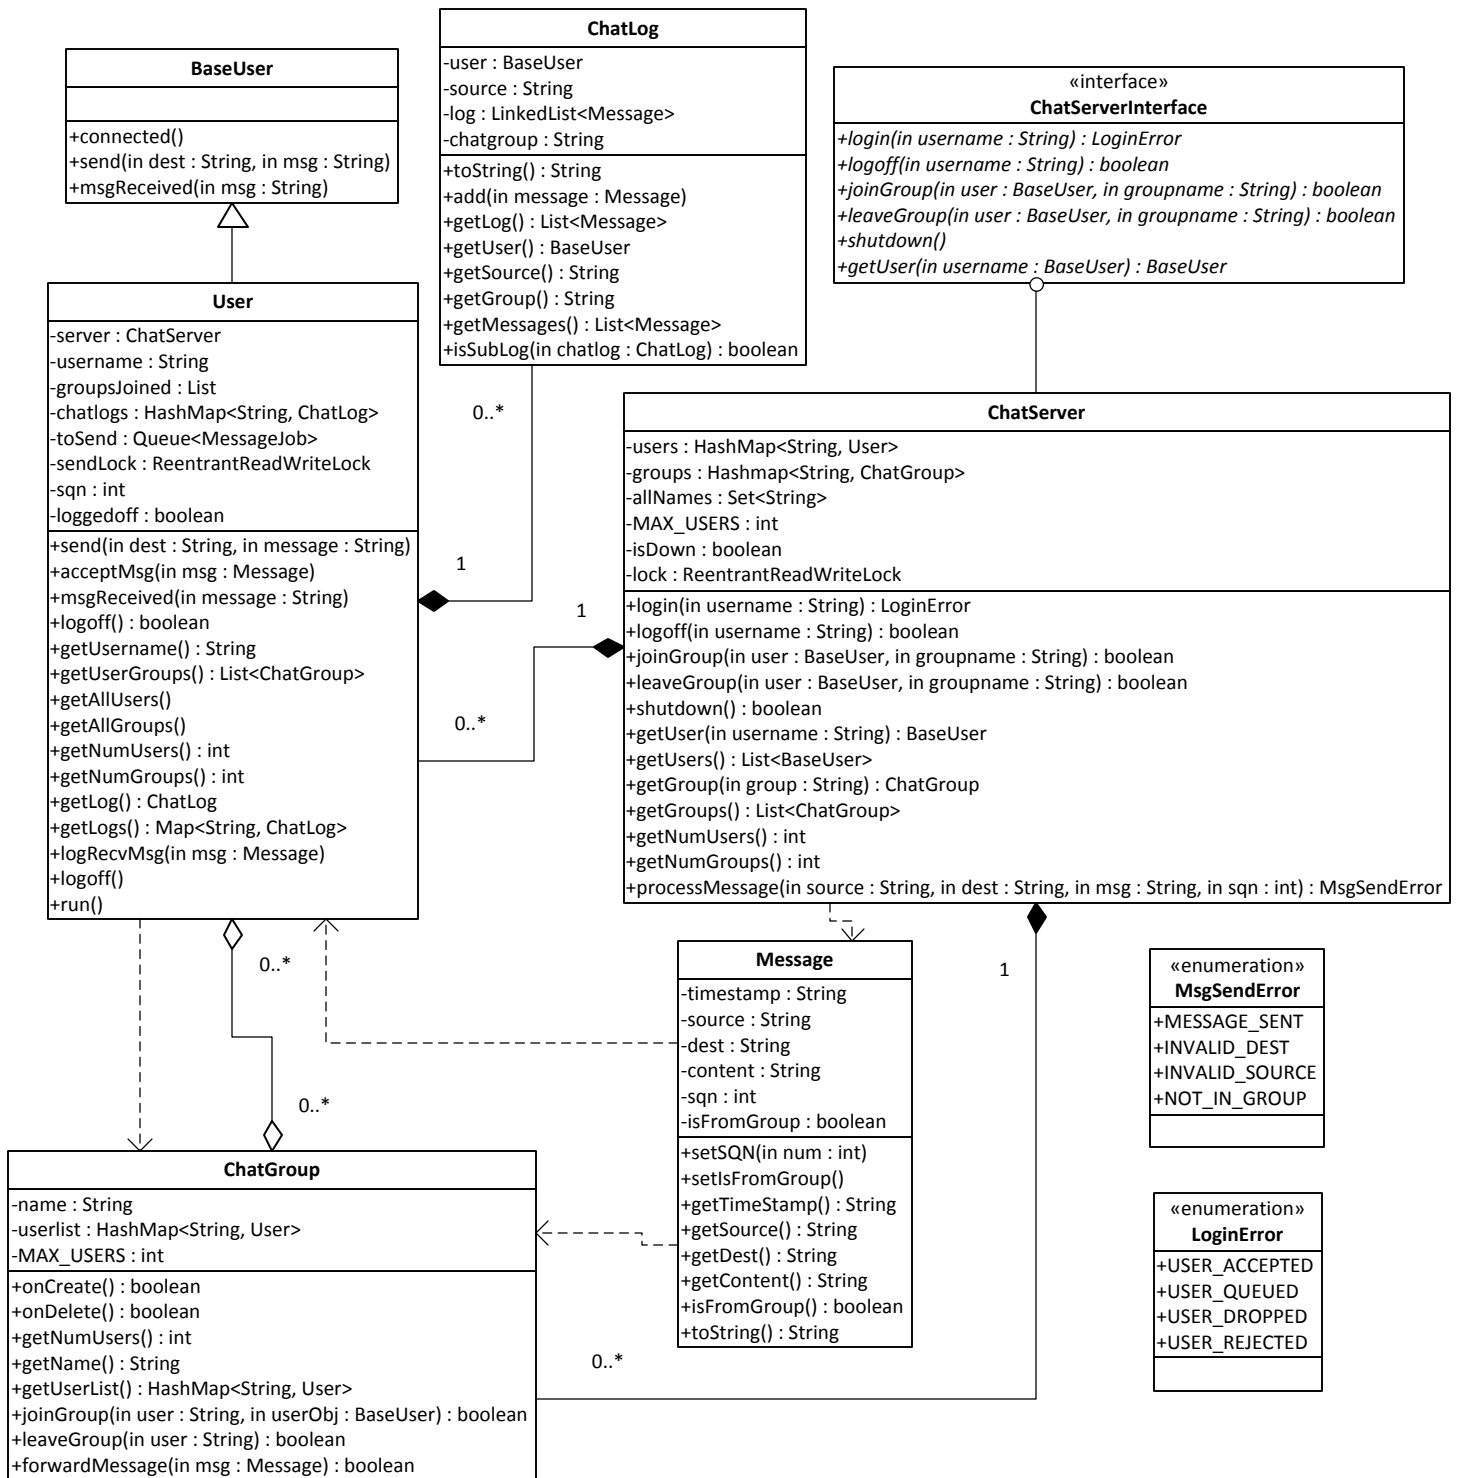 ChatLog
-user : BaseUser
-source : String
-log : LinkedList<Message>
-chatgroup : String
+toString() : String
+add(in message : Message)
+getLog() : List<Message>
+getUser() : BaseUser
+getSource() : String
+getGroup() : String
+getMessages() : List<Message>
+isSubLog(in chatlog : ChatLog) : boolean
BaseUser
+connected()
+send(in dest : String, in msg : String)
+msgReceived(in msg : String)
«interface»
ChatServerInterface
+login(in username : String) : LoginError
+logoff(in username : String) : boolean
+joinGroup(in user : BaseUser, in groupname : String) : boolean
+leaveGroup(in user : BaseUser, in groupname : String) : boolean
+shutdown()
+getUser(in username : BaseUser) : BaseUser
User
-server : ChatServer
-username : String
-groupsJoined : List
-chatlogs : HashMap<String, ChatLog>
-toSend : Queue<MessageJob>
-sendLock : ReentrantReadWriteLock
-sqn : int
-loggedoff : boolean
+send(in dest : String, in message : String)
+acceptMsg(in msg : Message)
+msgReceived(in message : String)
+logoff() : boolean
+getUsername() : String
+getUserGroups() : List<ChatGroup>
+getAllUsers()
+getAllGroups()
+getNumUsers() : int
+getNumGroups() : int
+getLog() : ChatLog
+getLogs() : Map<String, ChatLog>
+logRecvMsg(in msg : Message)
+logoff()
+run()
0..*
1
1
0..*
ChatServer
-users : HashMap<String, User>
-groups : Hashmap<String, ChatGroup>
-allNames : Set<String>
-MAX_USERS : int
-isDown : boolean
-lock : ReentrantReadWriteLock
+login(in username : String) : LoginError
+logoff(in username : String) : boolean
+joinGroup(in user : BaseUser, in groupname : String) : boolean
+leaveGroup(in user : BaseUser, in groupname : String) : boolean
+shutdown() : boolean
+getUser(in username : String) : BaseUser
+getUsers() : List<BaseUser>
+getGroup(in group : String) : ChatGroup
+getGroups() : List<ChatGroup>
+getNumUsers() : int
+getNumGroups() : int
+processMessage(in source : String, in dest : String, in msg : String, in sqn : int) : MsgSendError
0..*
0..*
1
0..*
Message
-timestamp : String
-source : String
-dest : String
-content : String
-sqn : int
-isFromGroup : boolean
+setSQN(in num : int)
+setIsFromGroup()
+getTimeStamp() : String
+getSource() : String
+getDest() : String
+getContent() : String
+isFromGroup() : boolean
+toString() : String
«enumeration»
MsgSendError
+MESSAGE_SENT
+INVALID_DEST
+INVALID_SOURCE
+NOT_IN_GROUP
«enumeration»
LoginError
+USER_ACCEPTED
+USER_QUEUED
+USER_DROPPED
+USER_REJECTED
ChatGroup
-name : String
-userlist : HashMap<String, User>
-MAX_USERS : int
+onCreate() : boolean
+onDelete() : boolean
+getNumUsers() : int
+getName() : String
+getUserList() : HashMap<String, User>
+joinGroup(in user : String, in userObj : BaseUser) : boolean
+leaveGroup(in user : String) : boolean
+forwardMessage(in msg : Message) : boolean